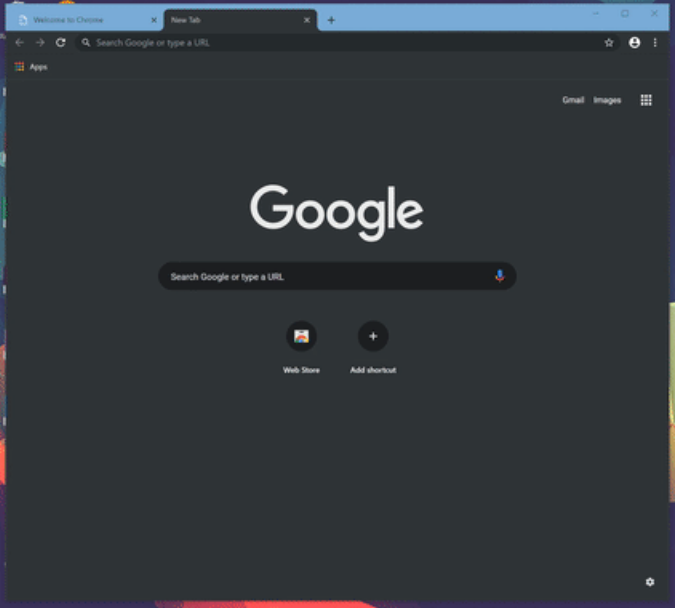 Welcome to Chrome
New Tab
Search Google or type a URL
Apps
Gmail Images
Google
Search Google or type a URL
Web Store Add shortcut